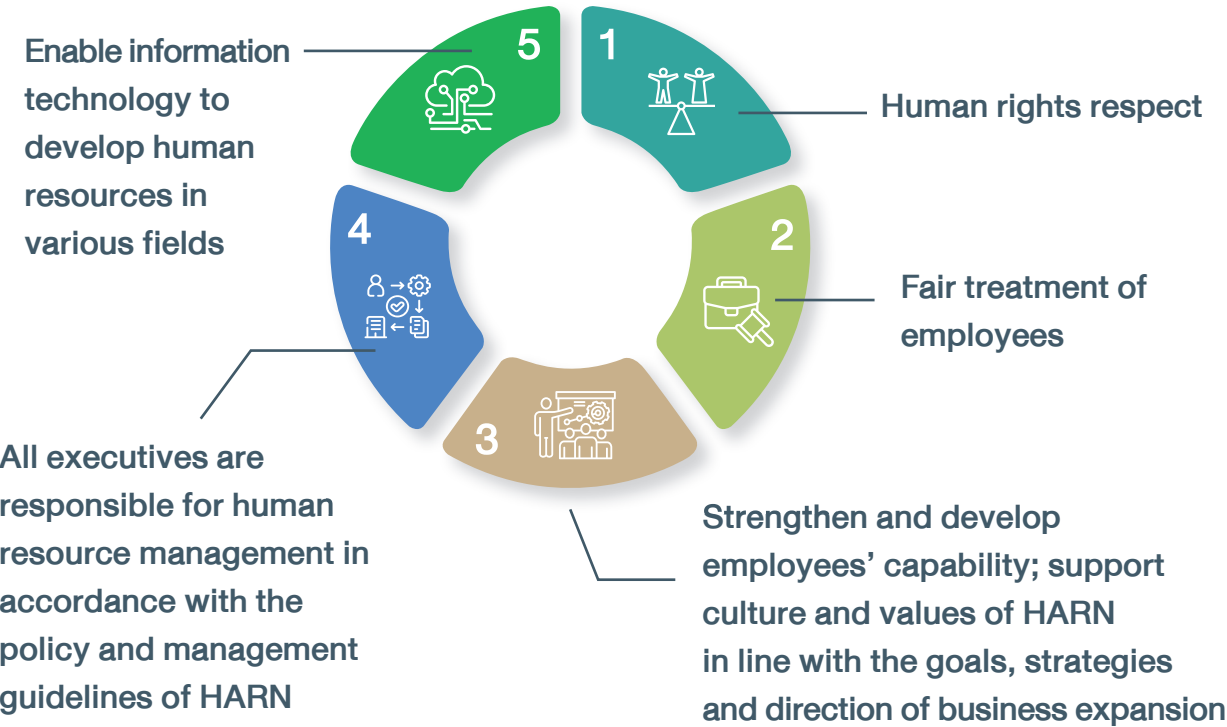 1
Human rights respect
2
Fair treatment of
employees
3
Strengthen and develop
employees’ capability; support
culture and values of HARN
in line with the goals, strategies
and direction of business expansion
4
All executives are
responsible for human
resource management in
accordance with the
policy and management
guidelines of HARN
5
Enable information
technology to
develop human
resources in
various fields